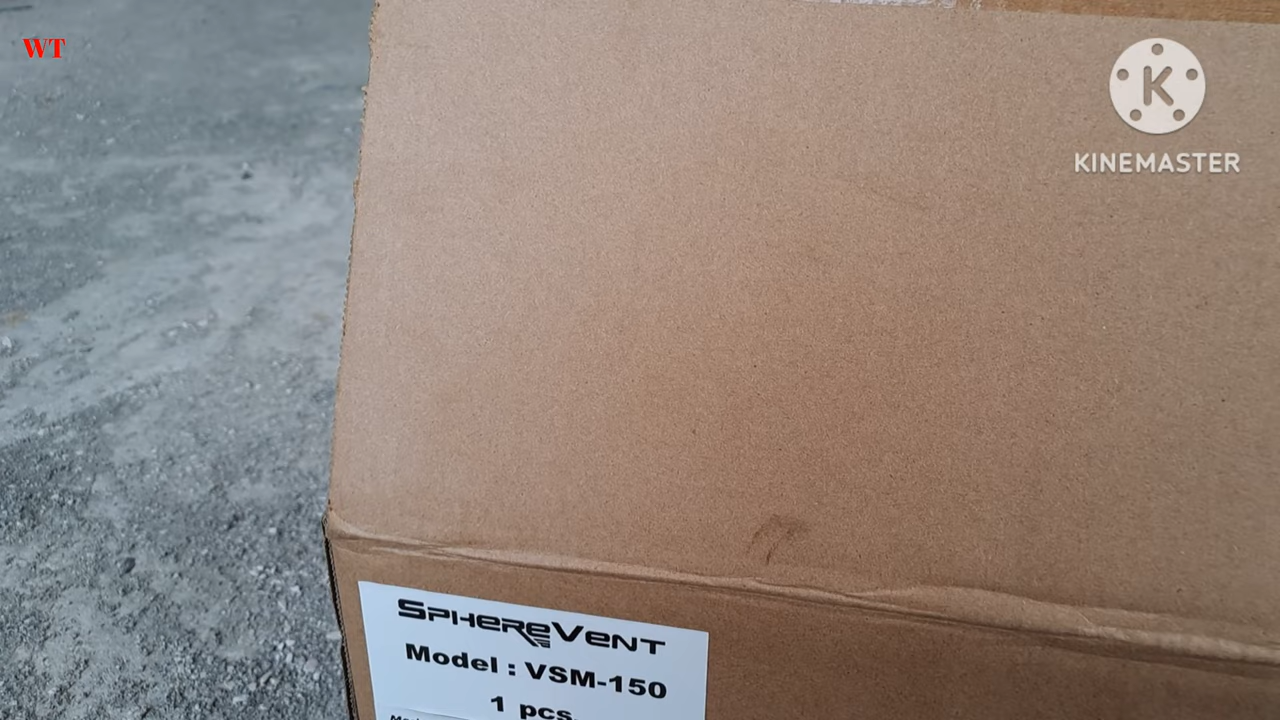 WT
K
KINEMASTER
SPHEREVENT
Model : VSM-150
1 pcs.